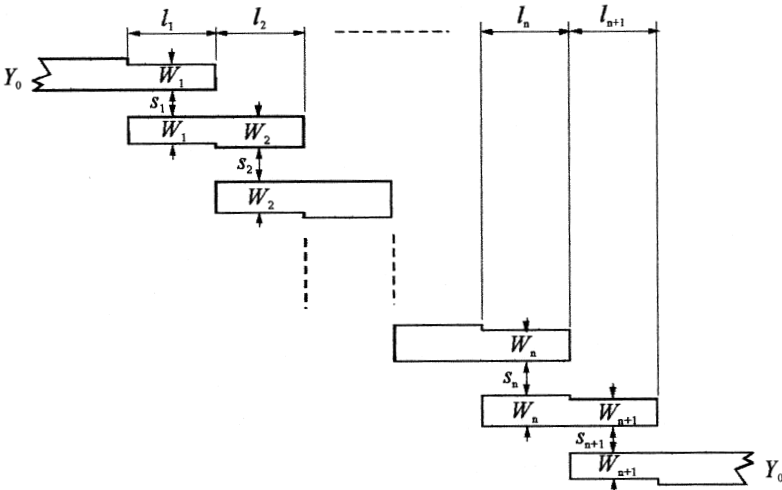 l₁ l₂ lₙ lₙ₊₁
Y₀ W₁
s₁
W₁ W₂
s₂
W₂
Wₙ
sₙ
Wₙ Wₙ₊₁
sₙ₊₁
Wₙ₊₁ Y₀